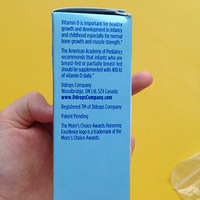 Vitamin D is important for healthy
growth and development in infancy
and childhood especially for normal
bone growth and muscle strength.*
The American Academy of Pediatrics
recommends that infants who are
breast-fed or partially breast-fed
should be supplemented with 400 IU
of vitamin D daily.*
Ddrops Company
Woodbridge, ON L4L 5Z4 Canada
www.DdropsCompany.com
Registered TM of Ddrops Company
Patent Pending
The Mom's Choice Awards Honoring
Excellence logo is a trademark of the
Mom's Choice Awards.